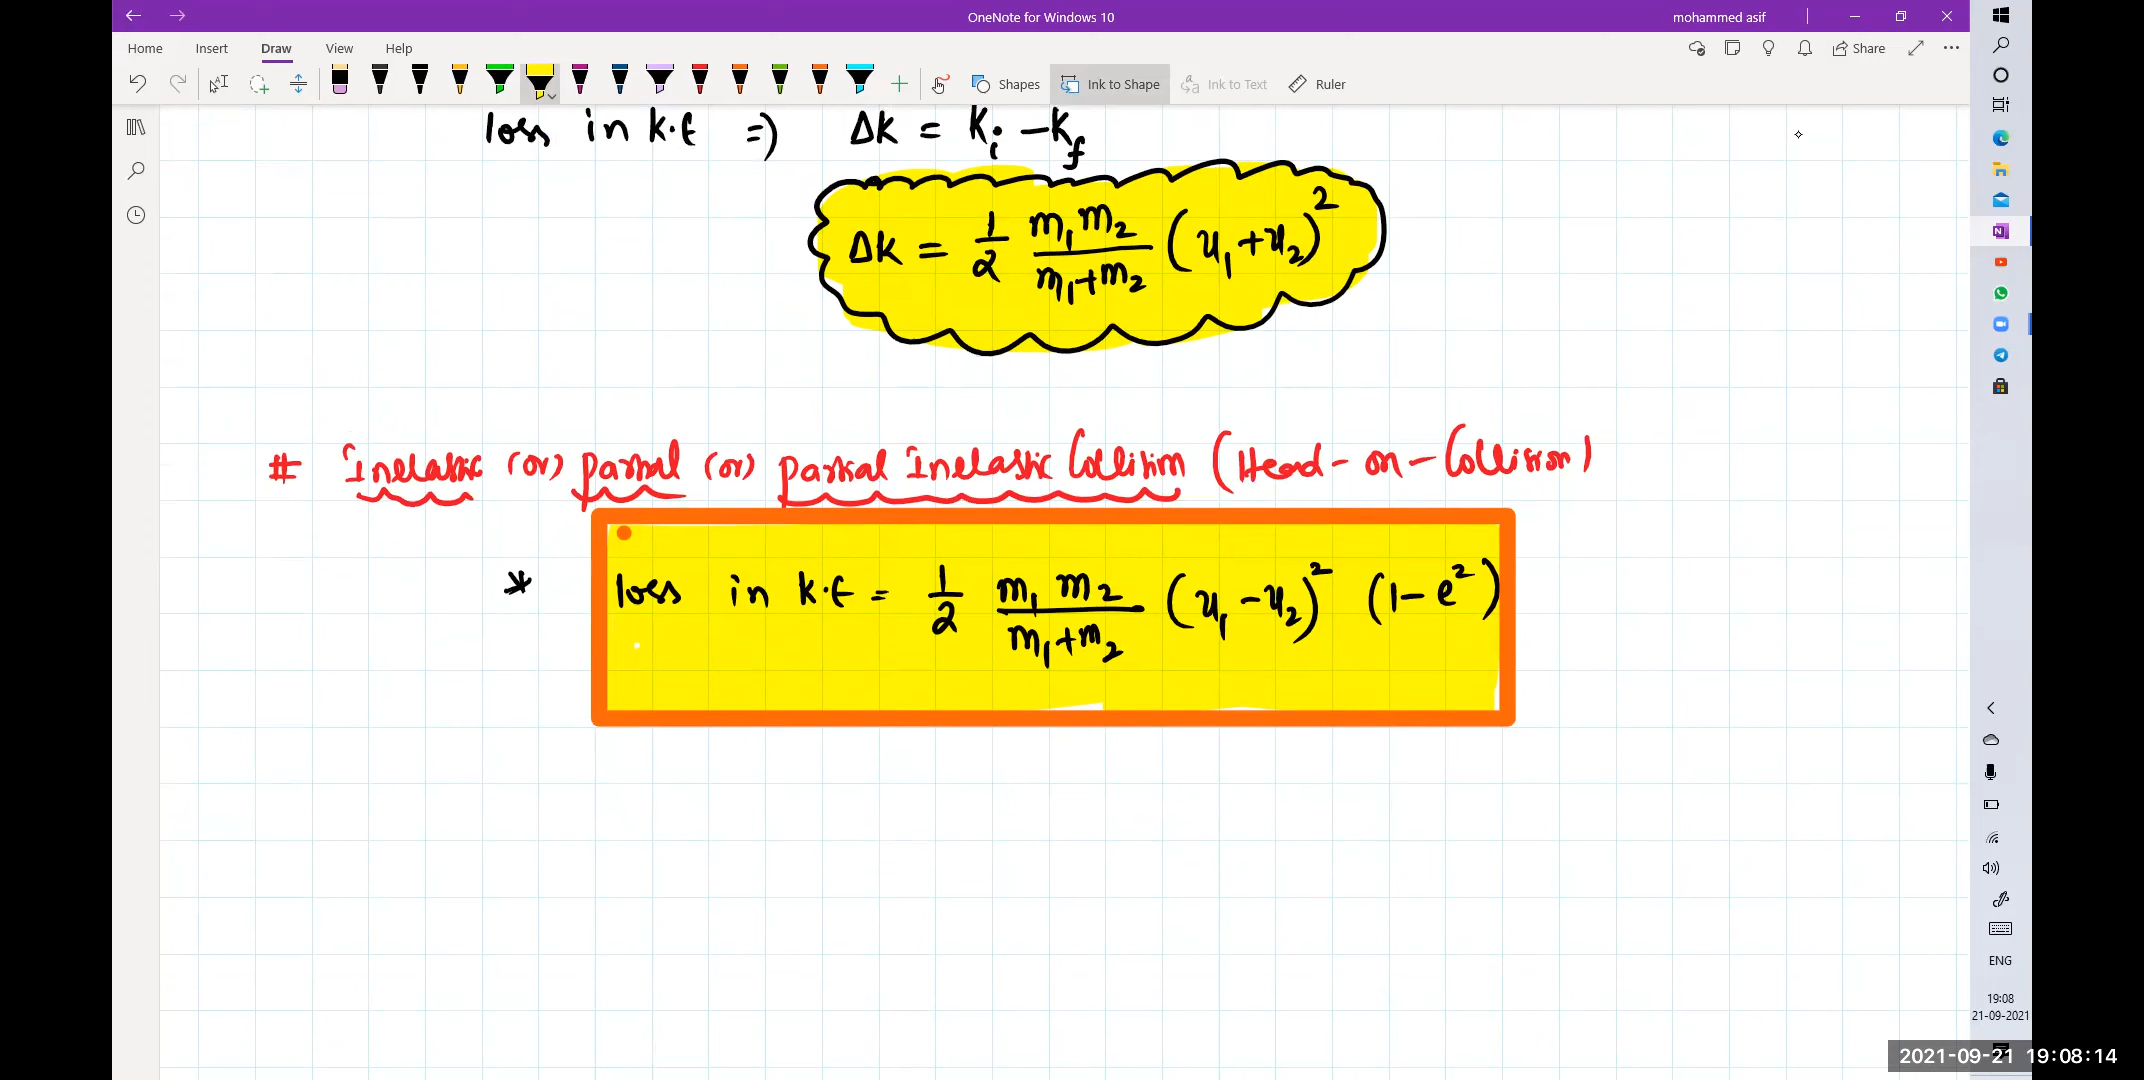 OneNote for Windows 10
mohammed asif
Home Insert Draw View Help
Share
Shapes Ink to Shape Ink to Text Ruler
loss in k.E => Δk = Ki - Kf
Δk = 1/2 m1m2/(m1+m2) (u1+u2)^2
# Inelastic (or) partial (or) partial Inelastic Collision (Head-on-Collision)
* loss in k.E = 1/2 m1 m2/(m1+m2) (u1-u2)^2 (1-e^2)
ENG
19:08
21-09-2021
2021-09-21 19:08:14